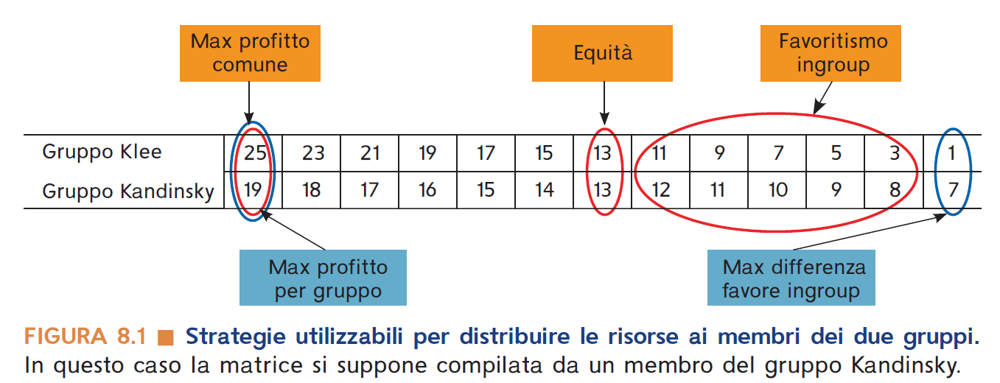 Max profitto
comune
Equità
Favoritismo
ingroup
Gruppo Klee 25 23 21 19 17 15 13 11 9 7 5 3 1
Gruppo Kandinsky 19 18 17 16 15 14 13 12 11 10 9 8 7
Max profitto
per gruppo
Max differenza
favore ingroup
FIGURA 8.1 ■ Strategie utilizzabili per distribuire le risorse ai membri dei due gruppi.
In questo caso la matrice si suppone compilata da un membro del gruppo Kandinsky.